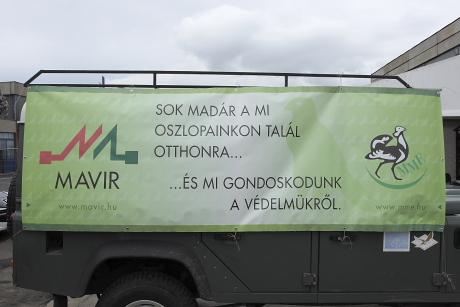 SOK MADÁR A MI
OSZLOPAINKON TALÁL
OTTHONRA...
...ÉS MI GONDOSKODUNK
A VÉDELMÜKRŐL.
MAVIR
www.mavir.hu
MME
www.mme.hu